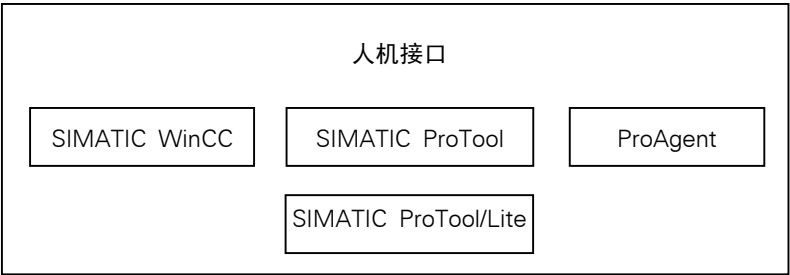 人机接口
SIMATIC WinCC
SIMATIC ProTool
ProAgent
SIMATIC ProTool/Lite